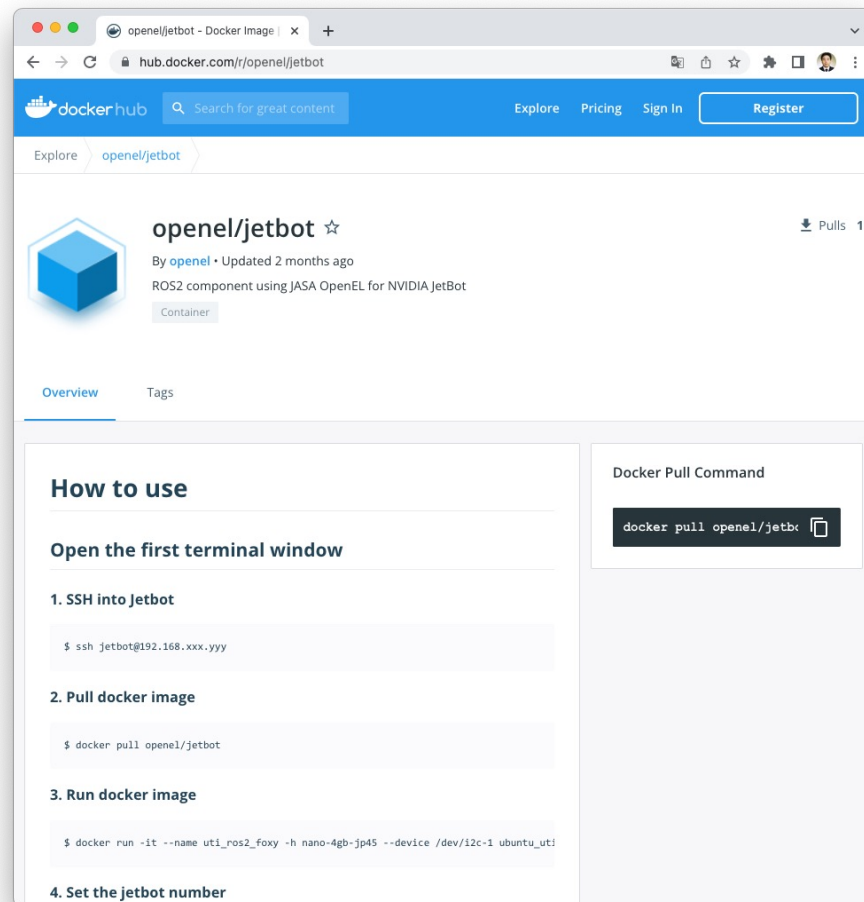 openel/jetbot - Docker Image
hub.docker.com/r/openel/jetbot
dockerhub
Search for great content
Explore
Pricing
Sign In
Register
Explore
openel/jetbot
openel/jetbot
Pulls 1
By openel • Updated 2 months ago
ROS2 component using JASA OpenEL for NVIDIA JetBot
Container
Overview
Tags
How to use
Open the first terminal window
1. SSH into Jetbot
$ ssh jetbot@192.168.xxx.yyy
2. Pull docker image
$ docker pull openel/jetbot
3. Run docker image
$ docker run -it --name uti_ros2_foxy -h nano-4gb-jp45 --device /dev/i2c-1 ubuntu_uti
4. Set the jetbot number
Docker Pull Command
docker pull openel/jetbo